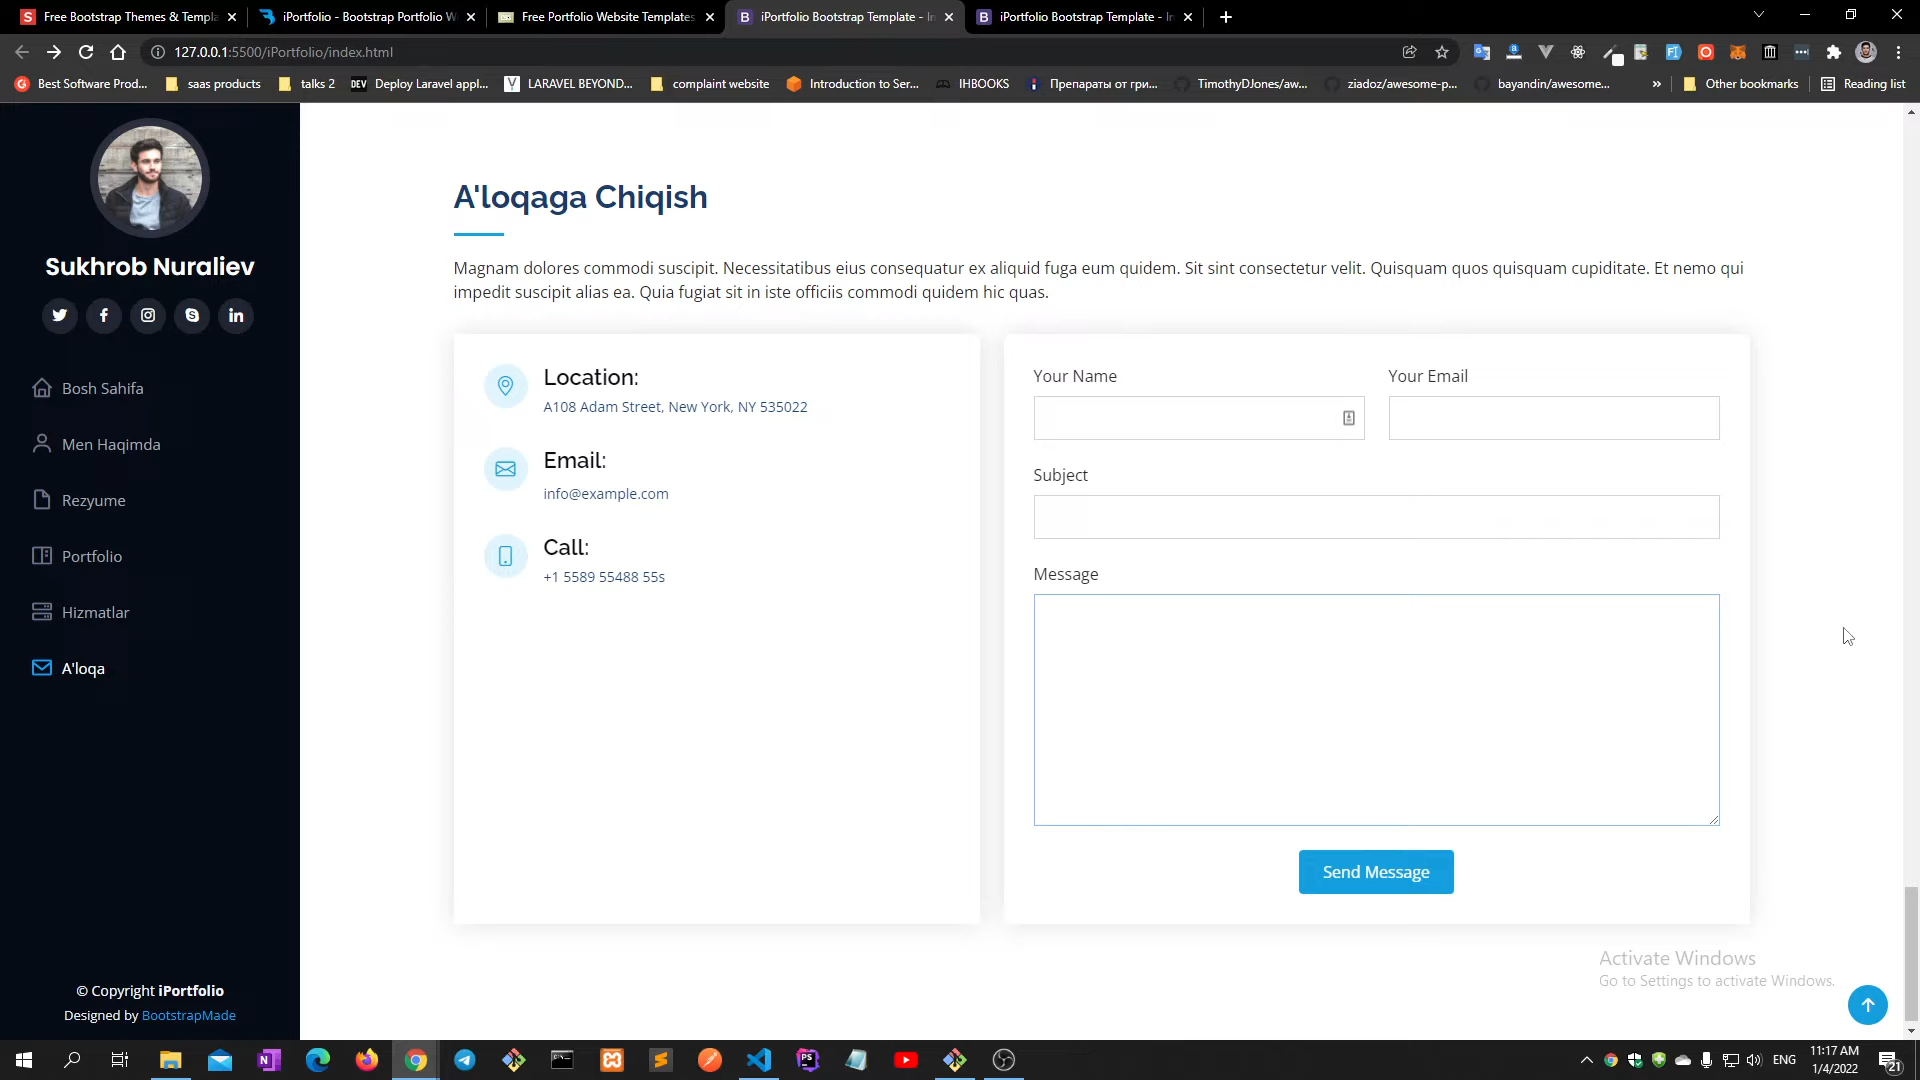 Free Bootstrap Themes & Templa
iPortfolio - Bootstrap Portfolio W
Free Portfolio Website Templates
iPortfolio Bootstrap Template - In
iPortfolio Bootstrap Template - In
127.0.0.1:5500/iPortfolio/index.html
Best Software Prod...
saas products
talks 2
DEV Deploy Laravel appl...
LARAVEL BEYOND...
complaint website
Introduction to Ser...
IHBOOKS
Препараты от гри...
TimothyDJones/aw...
ziadoz/awesome-p...
bayandin/awesome...
»
Other bookmarks
Reading list
Sukhrob Nuraliev
Bosh Sahifa
Men Haqimda
Rezyume
Portfolio
Hizmatlar
A'loqa
© Copyright iPortfolio
Designed by BootstrapMade
A'loqaga Chiqish
Magnam dolores commodi suscipit. Necessitatibus eius consequatur ex aliquid fuga eum quidem. Sit sint consectetur velit. Quisquam quos quisquam cupiditate. Et nemo qui
impedit suscipit alias ea. Quia fugiat sit in iste officiis commodi quidem hic quas.
Location:
A108 Adam Street, New York, NY 535022
Email:
info@example.com
Call:
+1 5589 55488 55s
Your Name
Your Email
Subject
Message
Send Message
Activate Windows
Go to Settings to activate Windows.
ENG
11:17 AM
1/4/2022
21